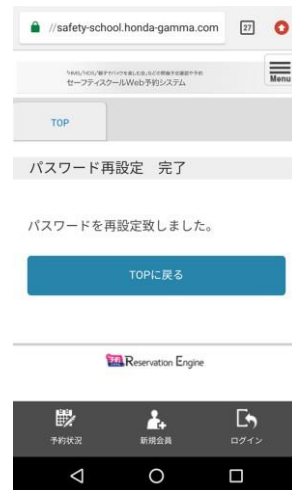 //safety-school.honda-gamma.com
27
セーフティスクールWeb予約システム
Menu
TOP
パスワード再設定 完了
パスワードを再設定致しました。
TOPに戻る
Reservation Engine
予約状況
新規会員
ログイン